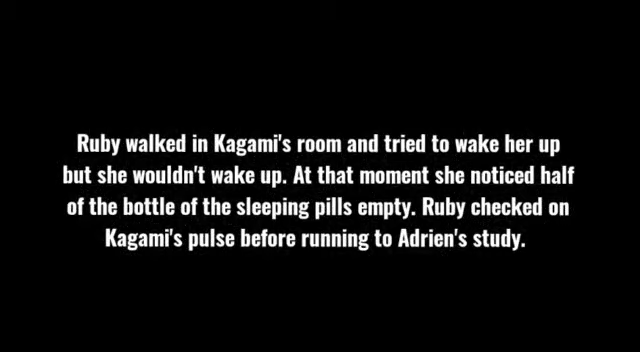 Ruby walked in Kagami's room and tried to wake her up
but she wouldn't wake up. At that moment she noticed half
of the bottle of the sleeping pills empty. Ruby checked on
Kagami's pulse before running to Adrien's study.